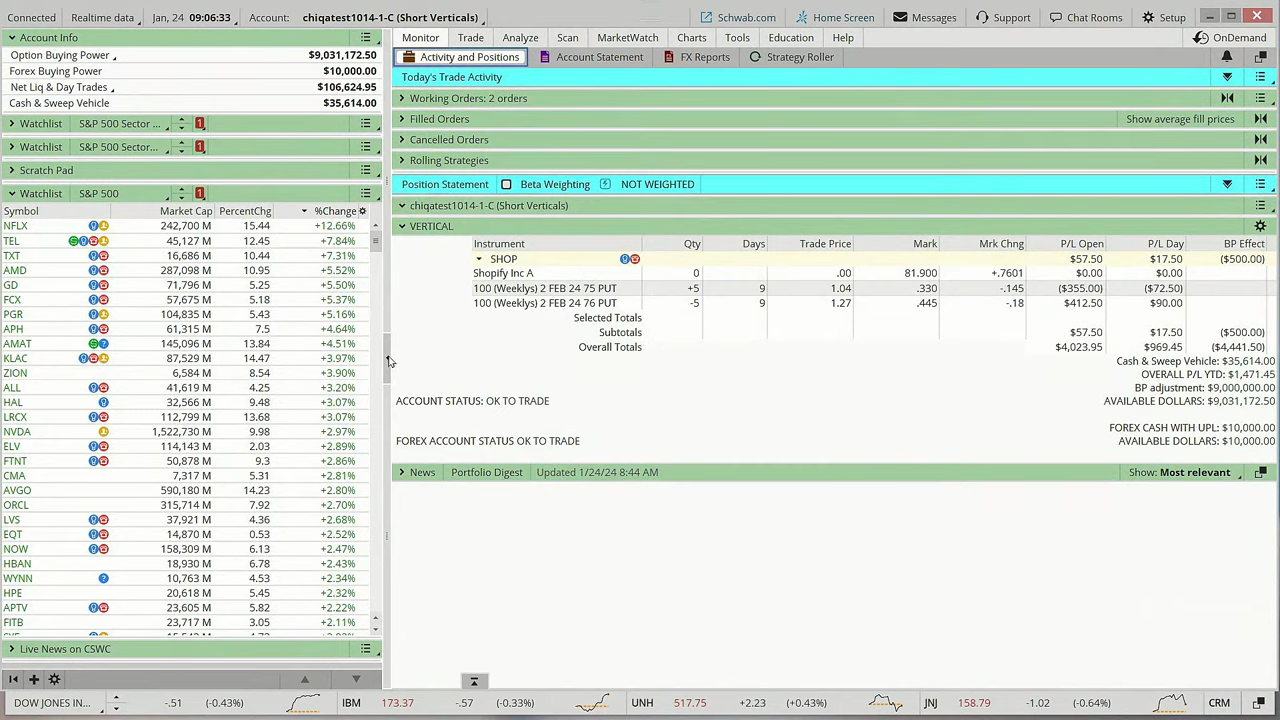 Connected Realtime data Jan, 24 09:06:33 Account: chiqatest1014-1-C (Short Verticals) Schwab.com Home Screen Messages Support Chat Rooms Setup
Account Info
Option Buying Power $9,031,172.50
Forex Buying Power $10,000.00
Net Liq & Day Trades $106,624.95
Cash & Sweep Vehicle $35,614.00
Watchlist S&P 500 Sector ... 1
Watchlist S&P 500 Sector... 1
Scratch Pad
Watchlist S&P 500 1
Symbol Market Cap PercentChg %Change
NFLX 242,700 M 15.44 +12.66%
TEL 45,127 M 12.45 +7.84%
TXT 16,686 M 10.44 +7.31%
AMD 287,098 M 10.95 +5.52%
GD 71,756 M 5.25 +5.50%
FCX 57,675 M 5.18 +5.37%
PGR 104,835 M 5.43 +5.16%
APH 61,315 M 7.5 +4.64%
AMAT 145,096 M 13.84 +4.51%
KLAC 87,529 M 14.47 +3.97%
ZION 6,584 M 8.54 +3.90%
ALL 41,619 M 4.25 +3.20%
HAL 32,566 M 9.48 +3.07%
LRCX 112,799 M 13.68 +3.07%
NVDA 1,522,730 M 9.98 +2.97%
ELV 114,143 M 2.03 +2.89%
FTNT 50,878 M 9.3 +2.86%
CMA 7,317 M 5.31 +2.81%
AVGO 590,180 M 14.23 +2.80%
ORCL 315,714 M 7.92 +2.70%
LVS 37,921 M 4.36 +2.68%
EQT 14,870 M 0.53 +2.52%
NOW 158,309 M 6.13 +2.47%
HBAN 18,930 M 6.78 +2.43%
WYNN 10,763 M 4.53 +2.34%
HPE 20,618 M 5.45 +2.32%
APTV 23,605 M 5.82 +2.22%
FITB 23,717 M 3.05 +2.11%
Live News on CSWC
Monitor Trade Analyze Scan MarketWatch Charts Tools Education Help OnDemand
Activity and Positions Account Statement FX Reports Strategy Roller
Today's Trade Activity
Working Orders: 2 orders
Filled Orders Show average fill prices
Cancelled Orders
Rolling Strategies
Position Statement Beta Weighting NOT WEIGHTED
chiqatest1014-1-C (Short Verticals)
VERTICAL
Instrument Qty Days Trade Price Mark Mrk Chng P/L Open P/L Day BP Effect
SHOP $57.50 $17.50 ($500.00)
Shopify Inc A 0 .00 81.900 +.7601 $0.00 $0.00
100 (Weeklys) 2 FEB 24 75 PUT +5 9 1.04 .330 -.145 ($355.00) ($72.50)
100 (Weeklys) 2 FEB 24 76 PUT -5 9 1.27 .445 -.18 $412.50 $90.00
Selected Totals
Subtotals $57.50 $17.50 ($500.00)
Overall Totals $4,023.95 $969.45 ($4,441.50)
Cash & Sweep Vehicle: $35,614.00
OVERALL P/L YTD: $1,471.45
BP adjustment: $9,000,000.00
ACCOUNT STATUS: OK TO TRADE AVAILABLE DOLLARS: $9,031,172.50
FOREX CASH WITH UPL: $10,000.00
FOREX ACCOUNT STATUS OK TO TRADE AVAILABLE DOLLARS: $10,000.00
News Portfolio Digest Updated 1/24/24 8:44 AM Show: Most relevant
DOW JONES IN... -.51 (-0.43%) IBM 173.37 -.57 (-0.33%) UNH 517.75 +2.23 (+0.43%) JNJ 158.79 -1.02 (-0.64%) CRM